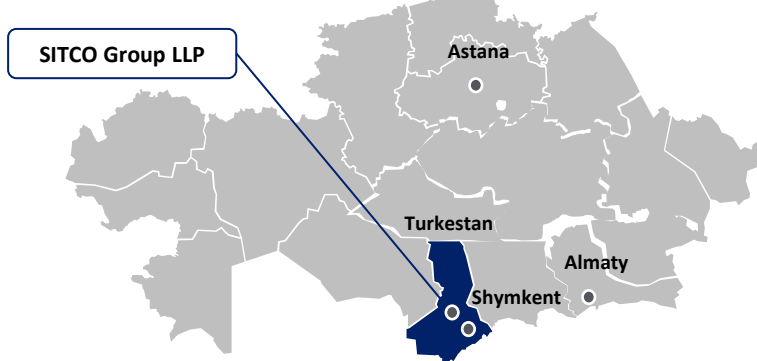 SITCO Group LLP
Astana
Turkestan
Almaty
Shymkent